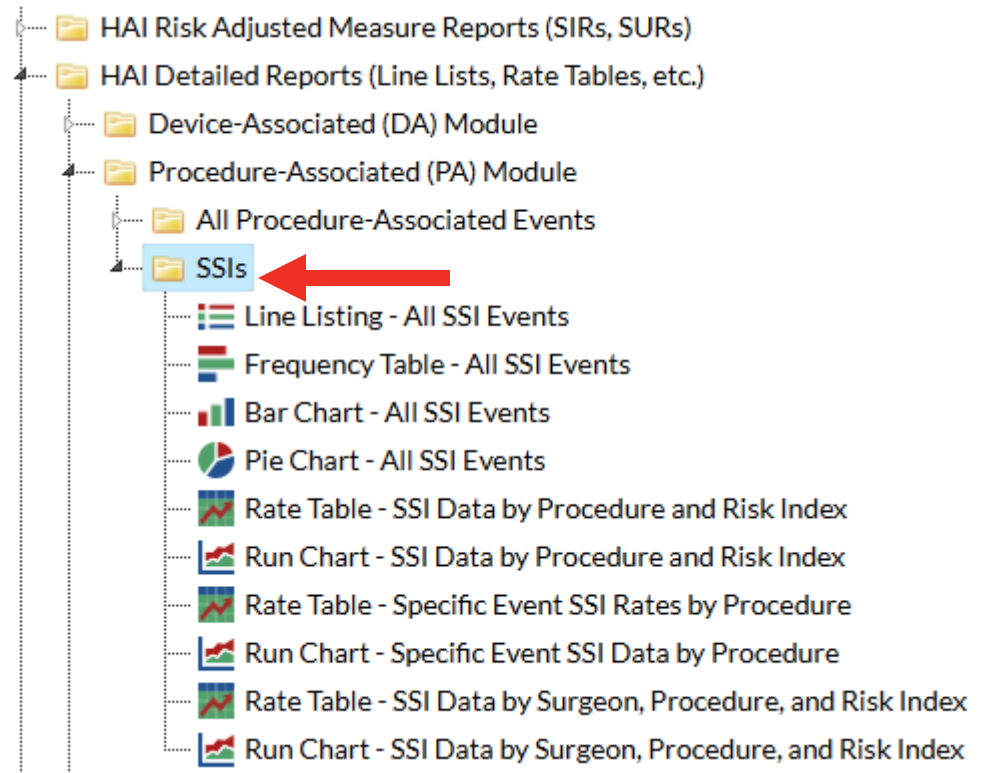 HAI Risk Adjusted Measure Reports (SIRs, SURs)
HAI Detailed Reports (Line Lists, Rate Tables, etc.)
Device-Associated (DA) Module
Procedure-Associated (PA) Module
All Procedure-Associated Events
SSIs
Line Listing - All SSI Events
Frequency Table - All SSI Events
Bar Chart - All SSI Events
Pie Chart - All SSI Events
Rate Table - SSI Data by Procedure and Risk Index
Run Chart - SSI Data by Procedure and Risk Index
Rate Table - Specific Event SSI Rates by Procedure
Run Chart - Specific Event SSI Data by Procedure
Rate Table - SSI Data by Surgeon, Procedure, and Risk Index
Run Chart - SSI Data by Surgeon, Procedure, and Risk Index